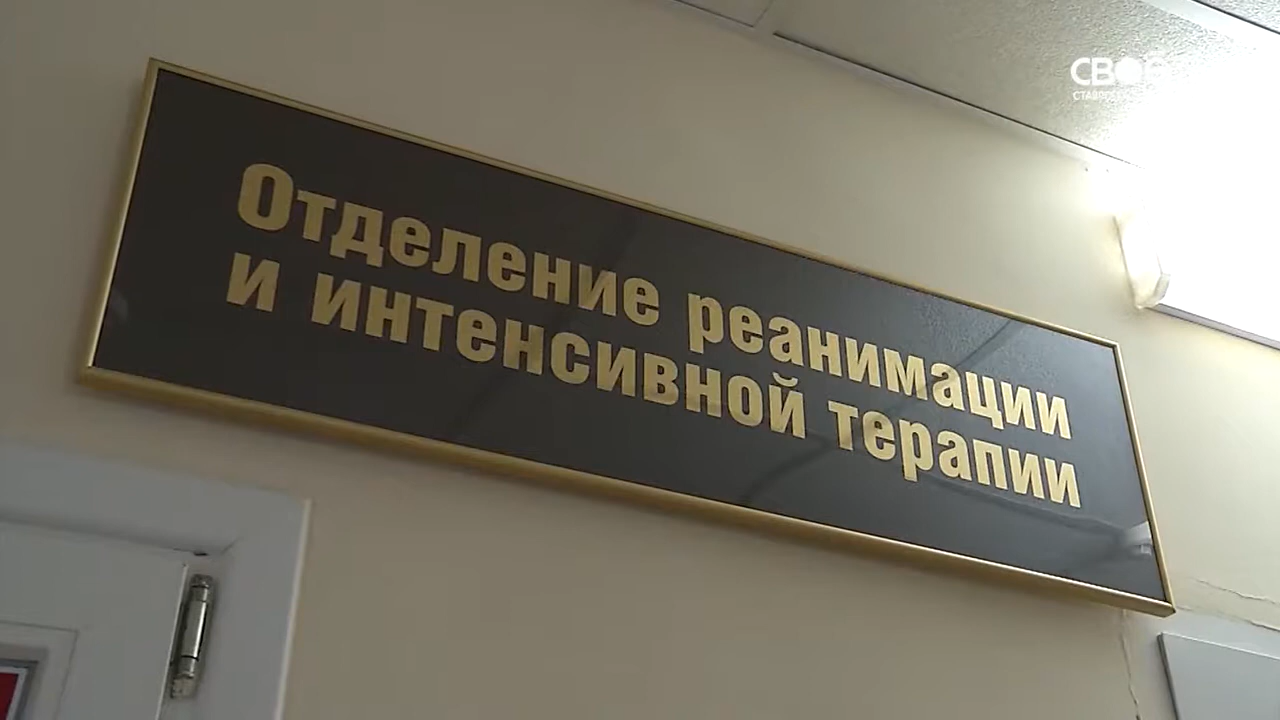 Отделение реанимации
и интенсивной терапии